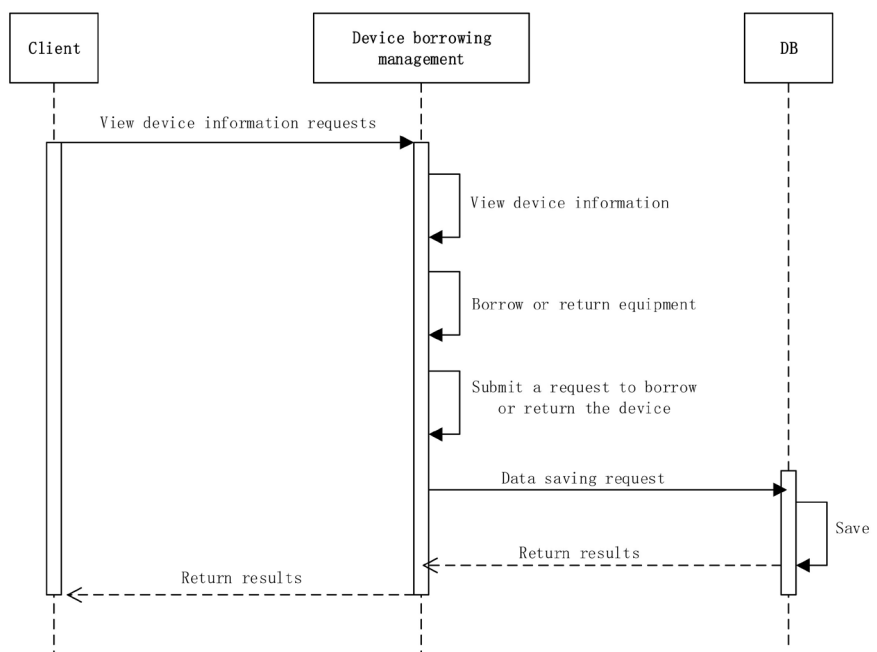 Client
Device borrowing
management
DB
View device information requests
View device information
Borrow or return equipment
Submit a request to borrow
or return the device
Data saving request
Save
Return results
Return results